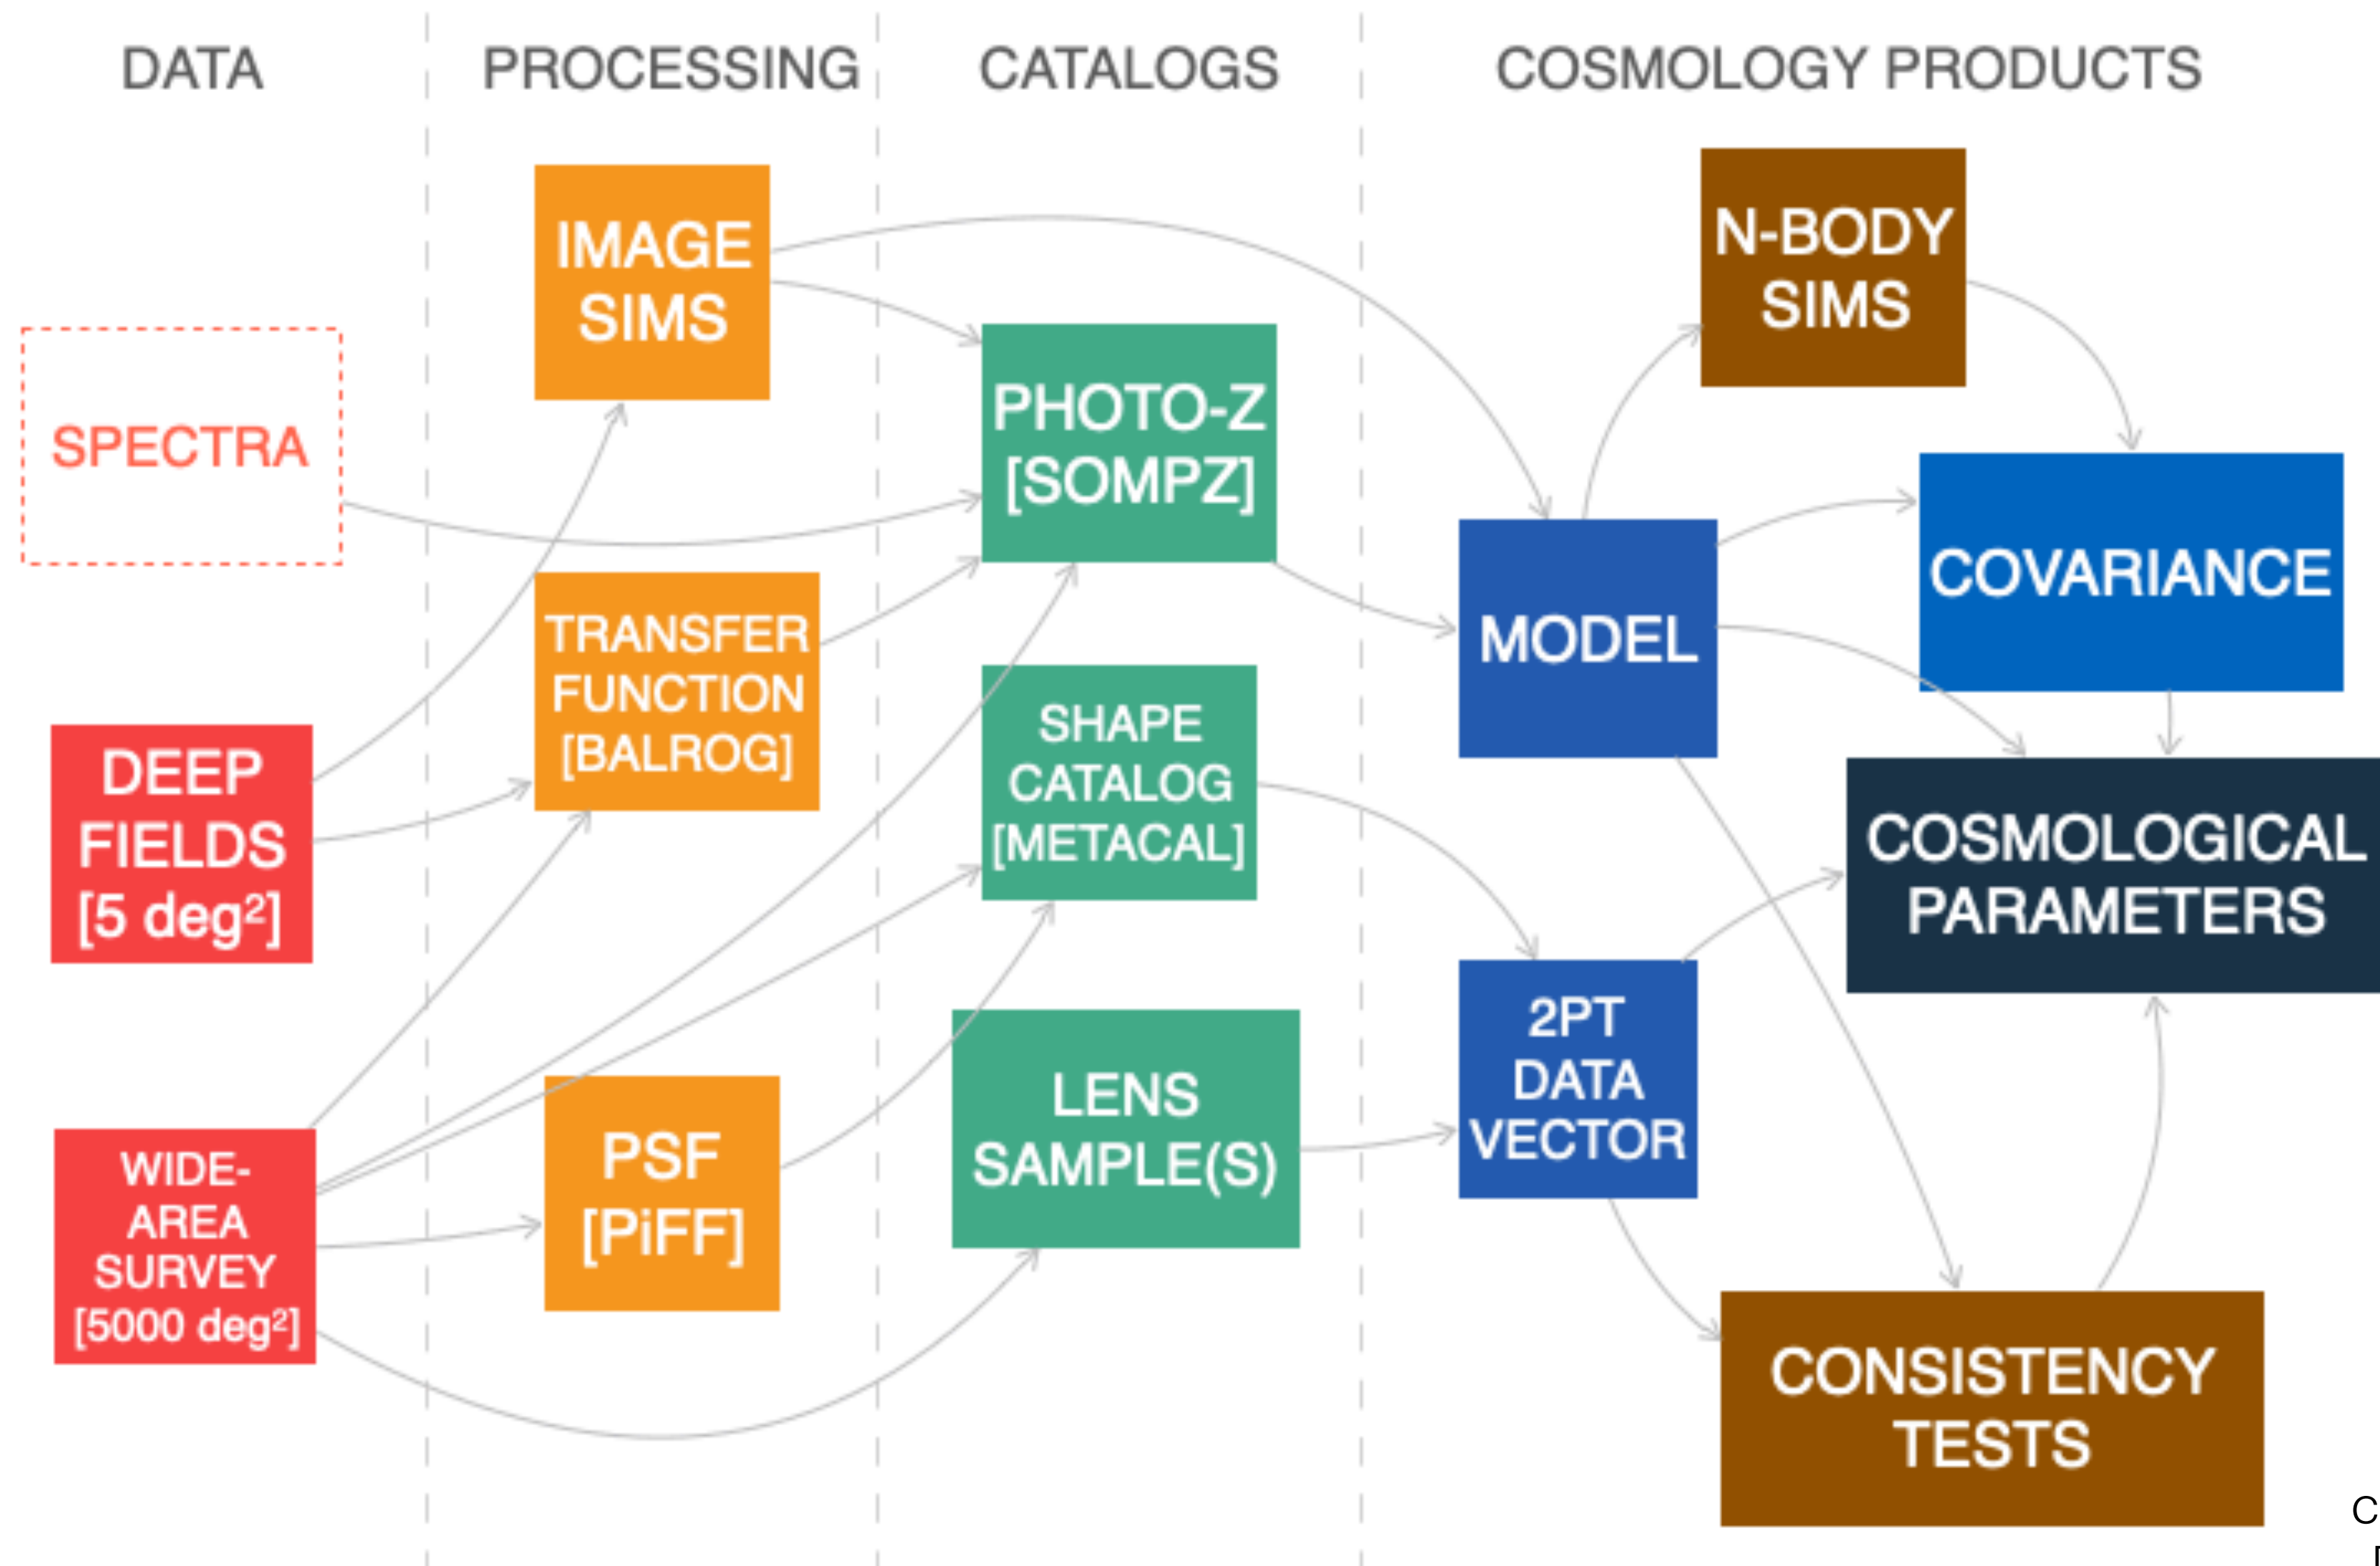 DATA
PROCESSING
CATALOGS
COSMOLOGY PRODUCTS
IMAGE
SIMS
N-BODY
SIMS
SPECTRA
PHOTO-Z
[SOMPZ]
COVARIANCE
MODEL
TRANSFER
FUNCTION
[BALROG]
DEEP
FIELDS
[5 deg²]
SHAPE
CATALOG
[METACAL]
COSMOLOGICAL
PARAMETERS
2PT
DATA
VECTOR
LENS
SAMPLE(S)
PSF
[PiFF]
WIDE-
AREA
SURVEY
[5000 deg²]
CONSISTENCY
TESTS